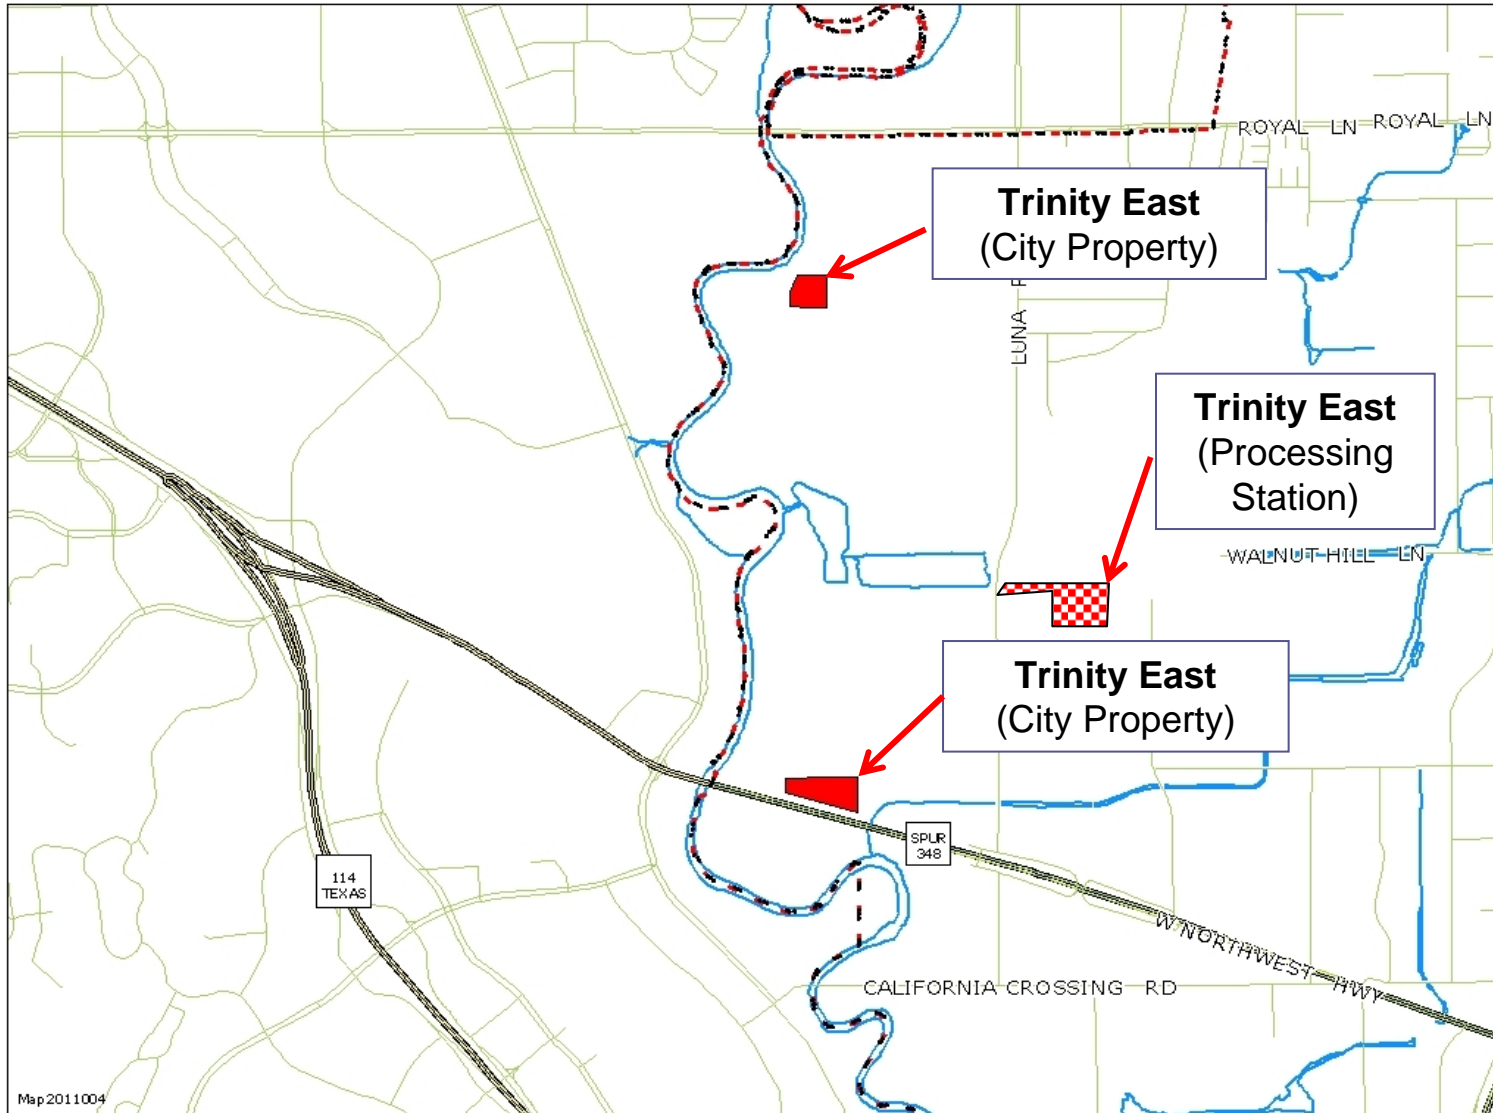 ROYAL LN ROYAL LN
Trinity East
(City Property)
LUNA
Trinity East
(Processing
Station)
WALNUT HILL LN
Trinity East
(City Property)
SPUR
348
114
TEXAS
W NORTHWEST HWY
CALIFORNIA CROSSING RD
Map2011004